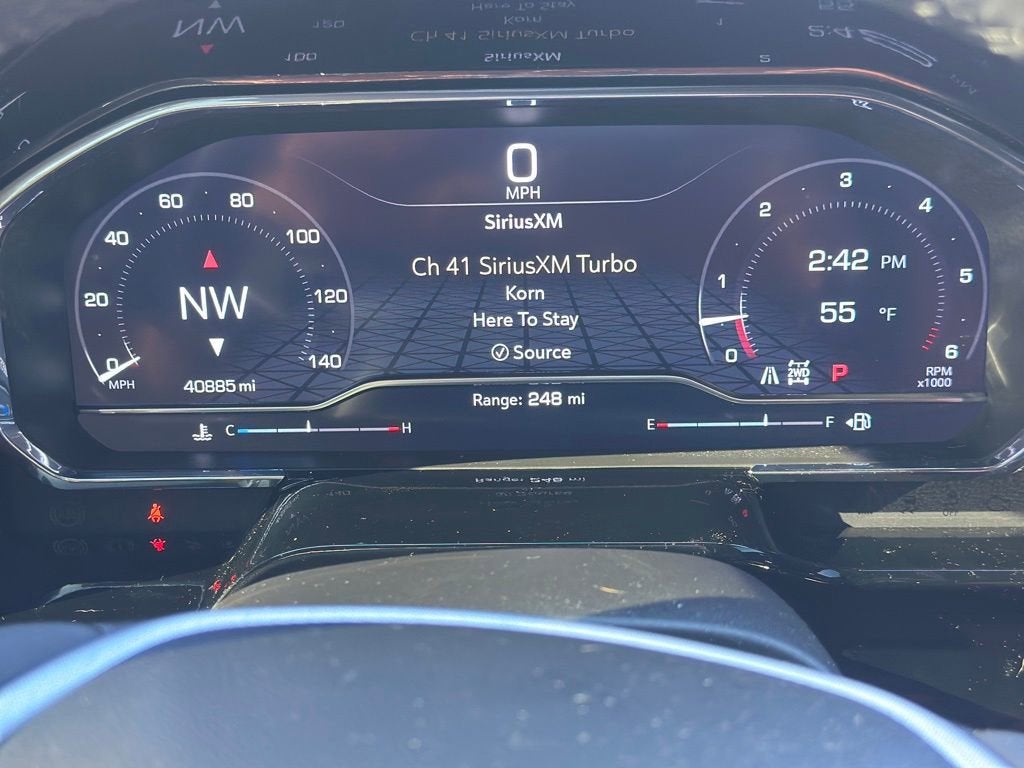 0
MPH
SiriusXM
Ch 41 SiriusXM Turbo
Korn
Here To Stay
Source
0
20
40
60
80
100
120
140
MPH
NW
40885 mi
0
1
2
3
4
5
6
2:42 PM
55 °F
2WD
P
RPM
x1000
Range: 248 mi
C H
E F